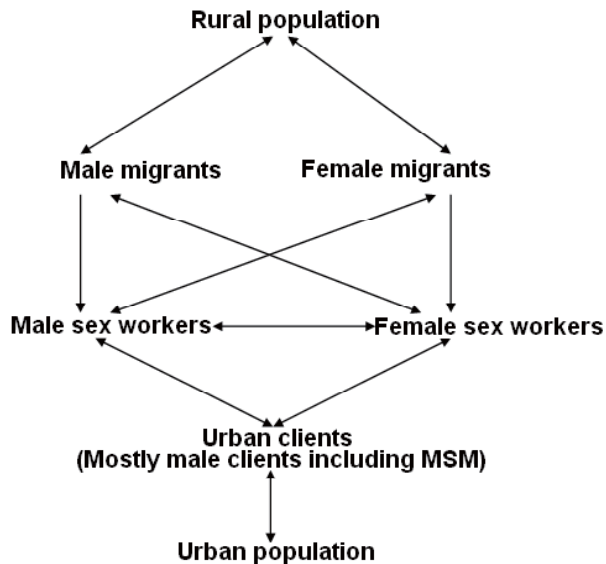 Rural population
Male migrants
Female migrants
Male sex workers
Female sex workers
Urban clients
(Mostly male clients including MSM)
Urban population